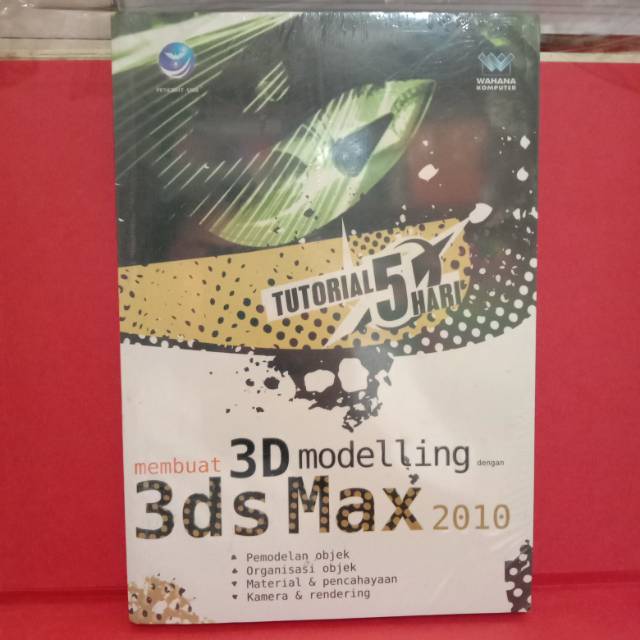 WAHANA
KOMPUTER
TUTORIAL 5 HARI
membuat 3D modelling dengan
3ds Max 2010
Pemodelan objek
Organisasi objek
Material & pencahayaan
Kamera & rendering